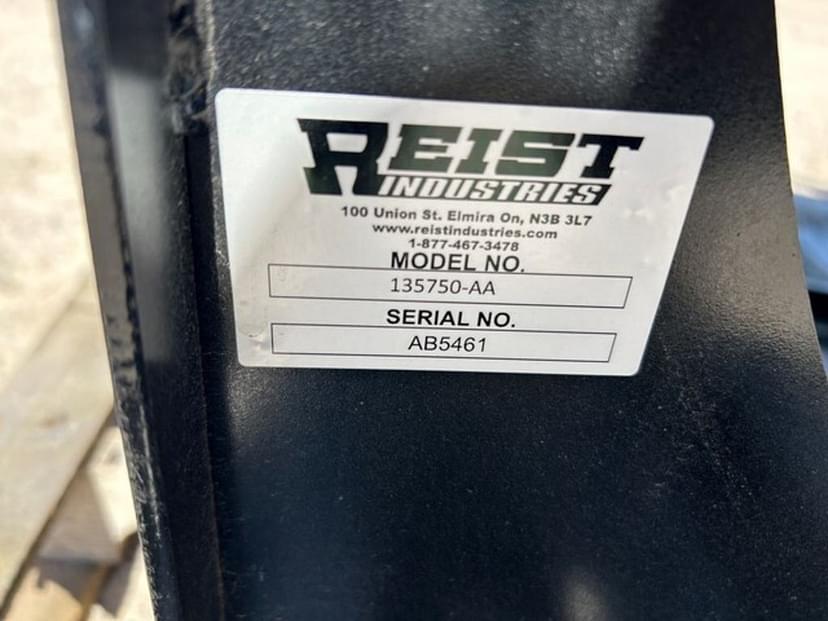 REIST
INDUSTRIES
100 Union St. Elmira On, N3B 3L7
www.reistindustries.com
1-877-467-3478
MODEL NO.
135750-AA
SERIAL NO.
AB5461